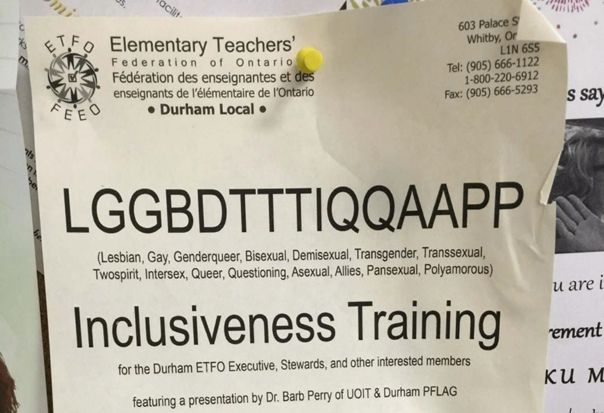 ETFO
FEEO
Elementary Teachers'
Federation of Ontario
Fédération des enseignantes et des
enseignants de l'élémentaire de l'Ontario
• Durham Local •
603 Palace
Whitby,
L1N 6S5
Tel: (905) 666-1122
1-800-220-6912
Fax: (905) 666-5293
LGGBDTTTIQQAAPP
(Lesbian, Gay, Genderqueer, Bisexual, Demisexual, Transgender, Transsexual,
Twospirit, Intersex, Queer, Questioning, Asexual, Allies, Pansexual, Polyamorous)
Inclusiveness Training
for the Durham ETFO Executive, Stewards, and other interested members
featuring a presentation by Dr. Barb Perry of UOIT & Durham PFLAG
s say
u are i
rement
KU M